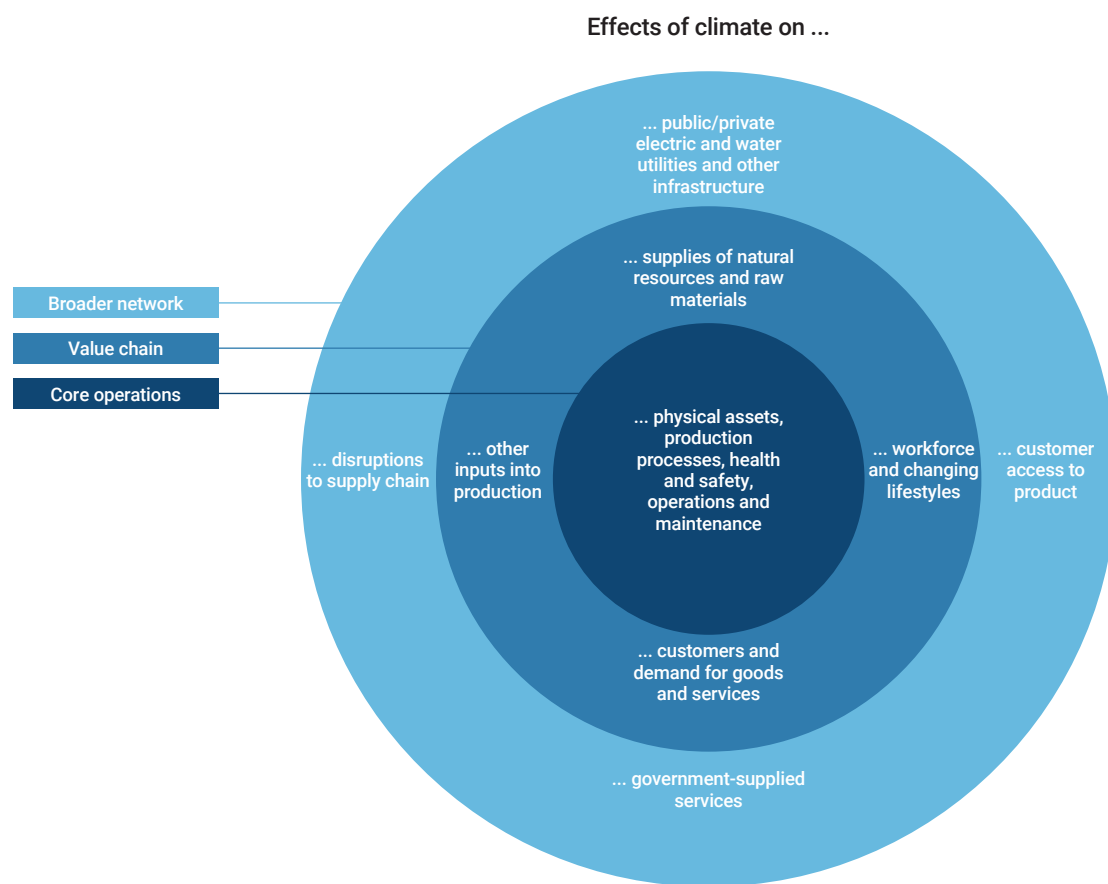 Effects of climate on ...
... public/private
electric and water
utilities and other
infrastructure
... supplies of natural
resources and raw
materials
Broader network
Value chain
Core operations
... physical assets,
production
processes, health
and safety,
operations and
maintenance
... disruptions
to supply chain
... other
inputs into
production
... workforce
and changing
lifestyles
... customer
access to
product
... customers and
demand for goods
and services
... government-supplied
services